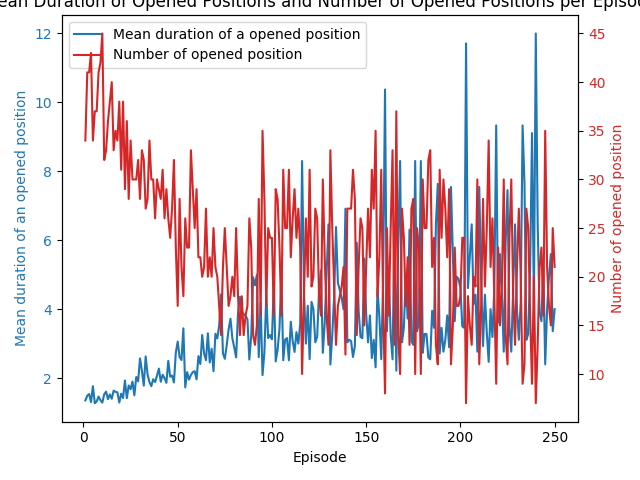 ean Duration of Opened Positions and Number of Opened Positions per Episod
Mean duration of a opened position
Number of opened position
Mean duration of an opened position
12
10
8
6
4
2
45
40
35
30
25
20
15
10
Number of opened position
0 50 100 150 200 250
Episode